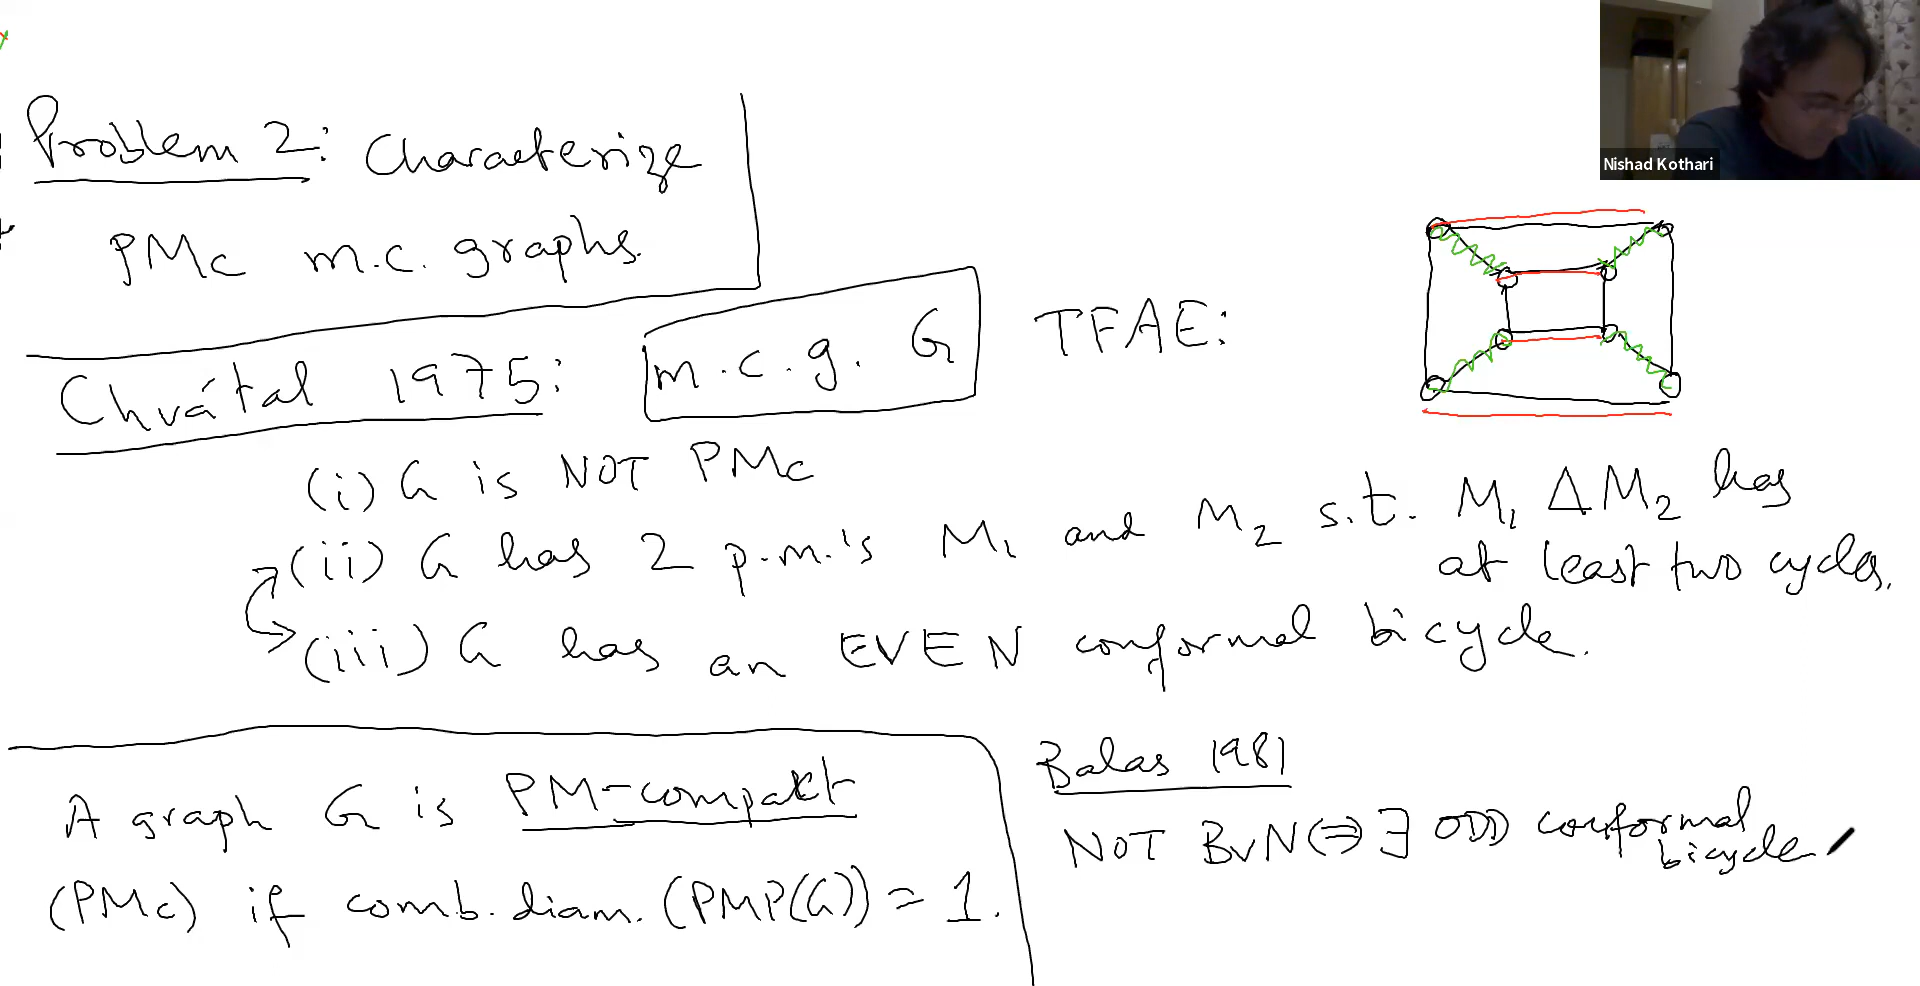 Problem 2: Characterize
PMc m.c. graphs.
Chvátal 1975: m.c.g. G TFAE:
(i) G is NOT PMc
(ii) G has 2 p.m.'s M₁ and M₂ s.t. M₁ Δ M₂ has
at least two cycles.
(iii) G has an EVEN conformal bicycle.
A graph G is PM-compakt
(PMc) if comb. diam. (PMP(G)) = 1.
Balas 1981
NOT BvN ⇔ ∃ ODD conformal
bicycle
Nishad Kothari